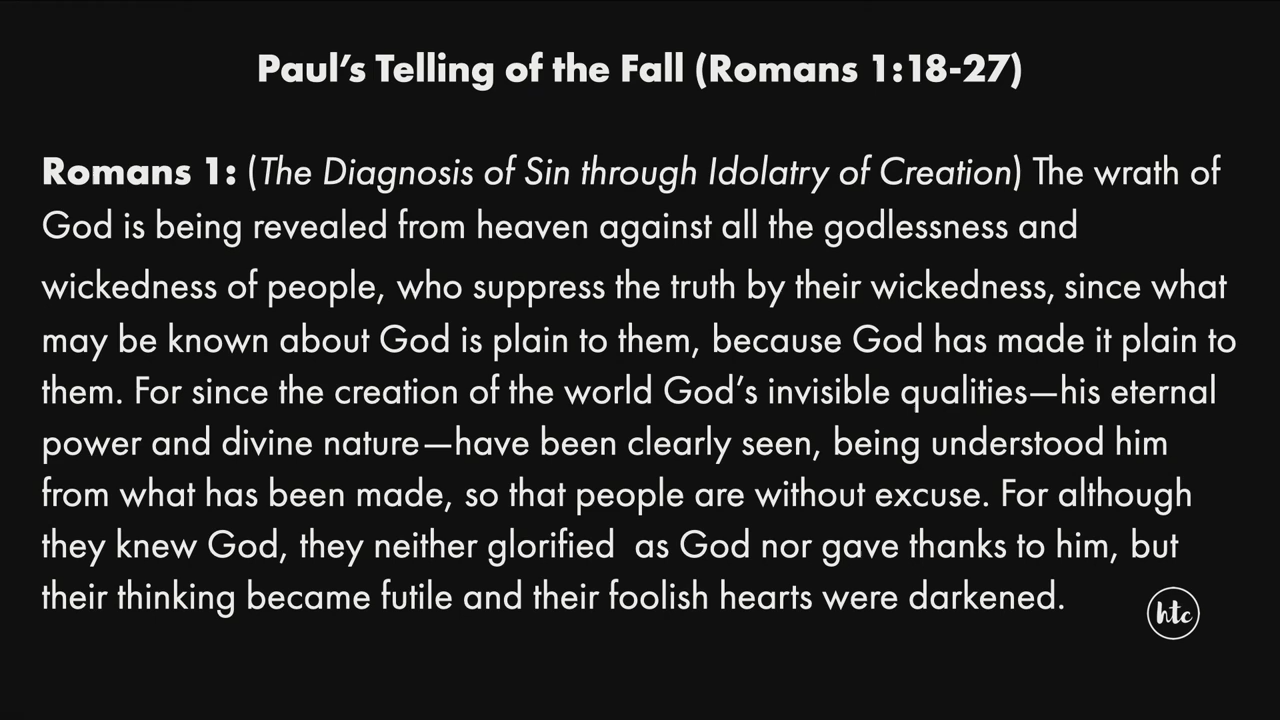 Paul’s Telling of the Fall (Romans 1:18-27)
Romans 1: (The Diagnosis of Sin through Idolatry of Creation) The wrath of
God is being revealed from heaven against all the godlessness and
wickedness of people, who suppress the truth by their wickedness, since what
may be known about God is plain to them, because God has made it plain to
them. For since the creation of the world God’s invisible qualities—his eternal
power and divine nature—have been clearly seen, being understood him
from what has been made, so that people are without excuse. For although
they knew God, they neither glorified  as God nor gave thanks to him, but
their thinking became futile and their foolish hearts were darkened.
htc